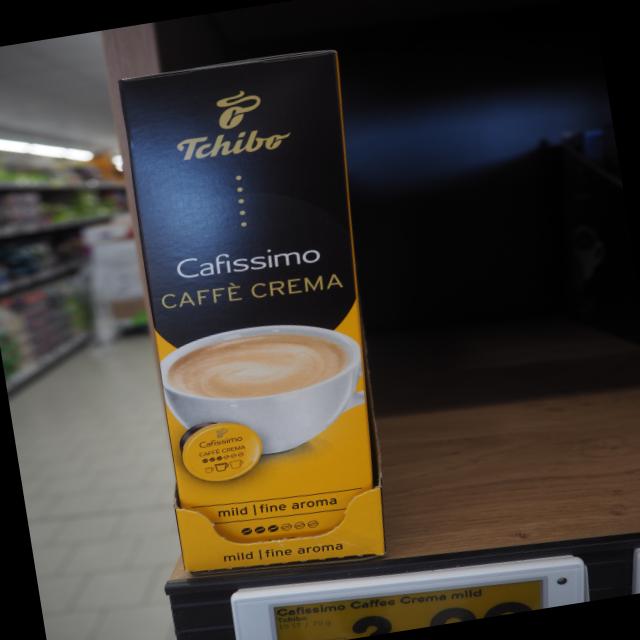 Tchibo
Cafissimo
CAFFÈ CREMA
Cafissimo
CAFFÈ CREMA
mild | fine aroma
mild | fine aroma
Cafissimo Caffee Crema mild
Tchibo